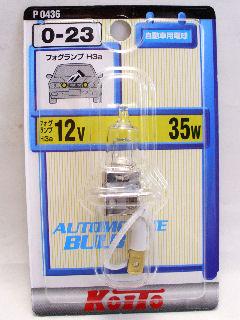 P 0436
O-23
自動車用電球
フォグランプ H3a
フォグ
ランプ
H3a
12V
35W
AUTOMOTIVE
BULB
Koito